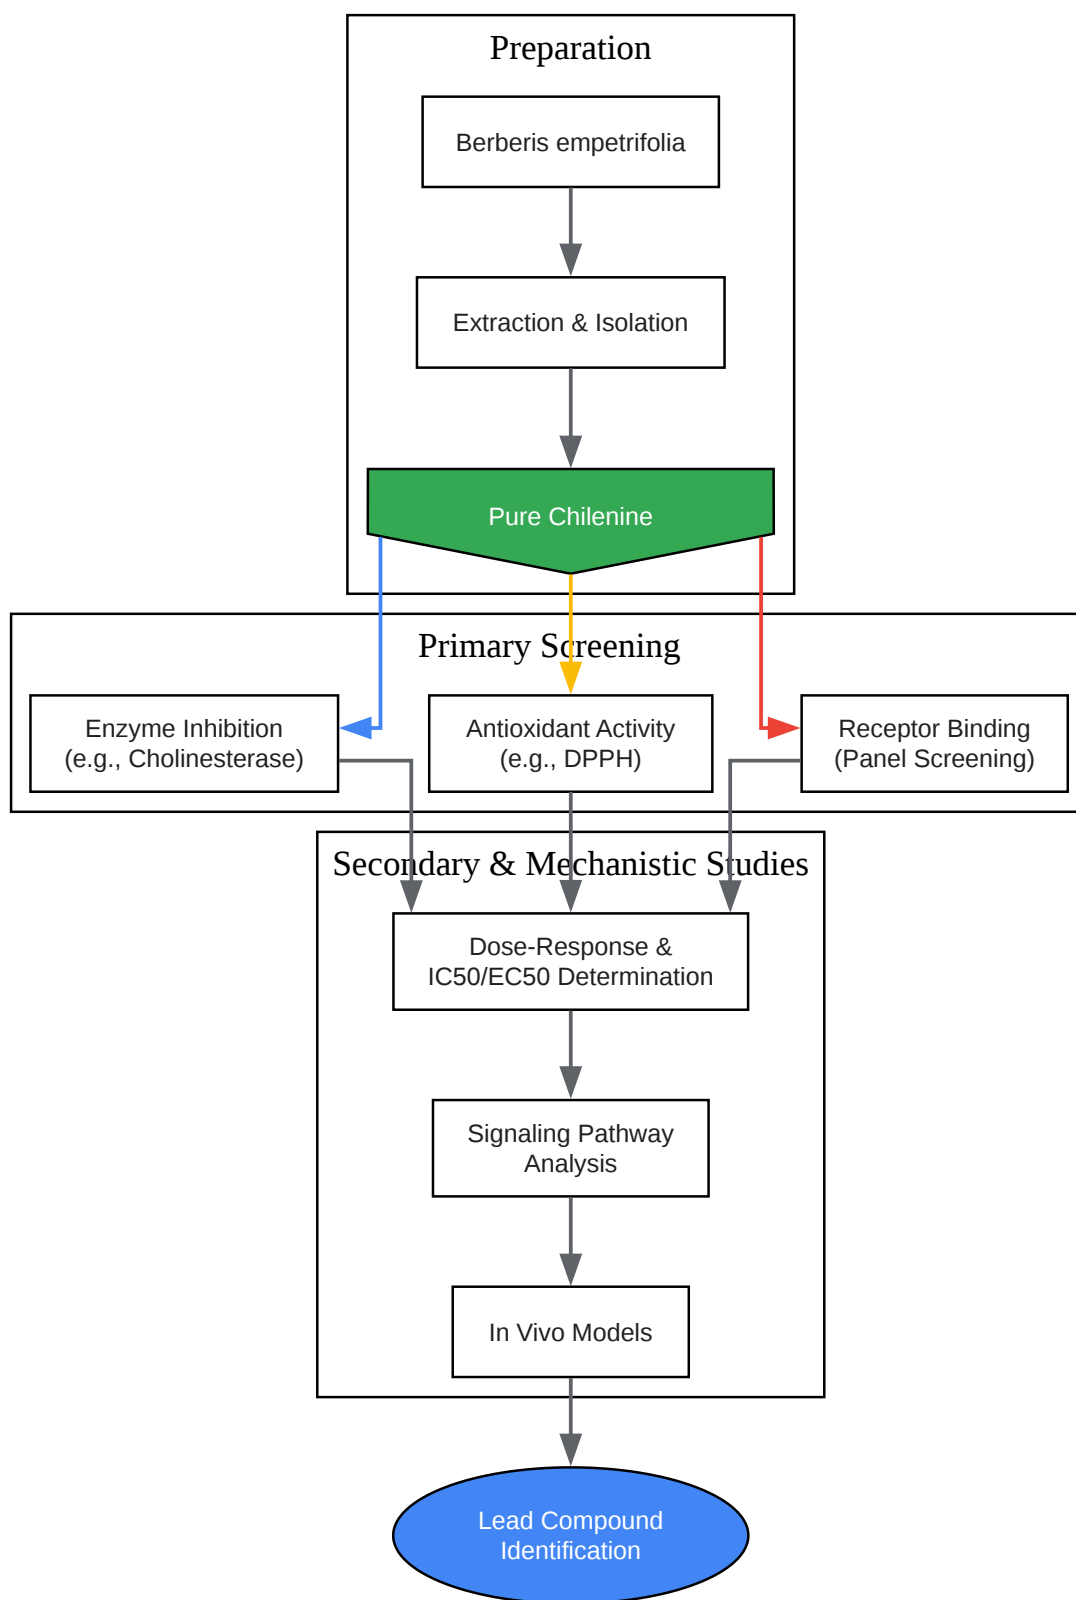 Preparation
Berberis empetrifolia
Extraction & Isolation
Pure Chilenine
Primary Screening
Enzyme Inhibition
(e.g., Cholinesterase)
Antioxidant Activity
(e.g., DPPH)
Receptor Binding
(Panel Screening)
Secondary & Mechanistic Studies
Dose-Response &
IC50/EC50 Determination
Signaling Pathway
Analysis
In Vivo Models
Lead Compound
Identification